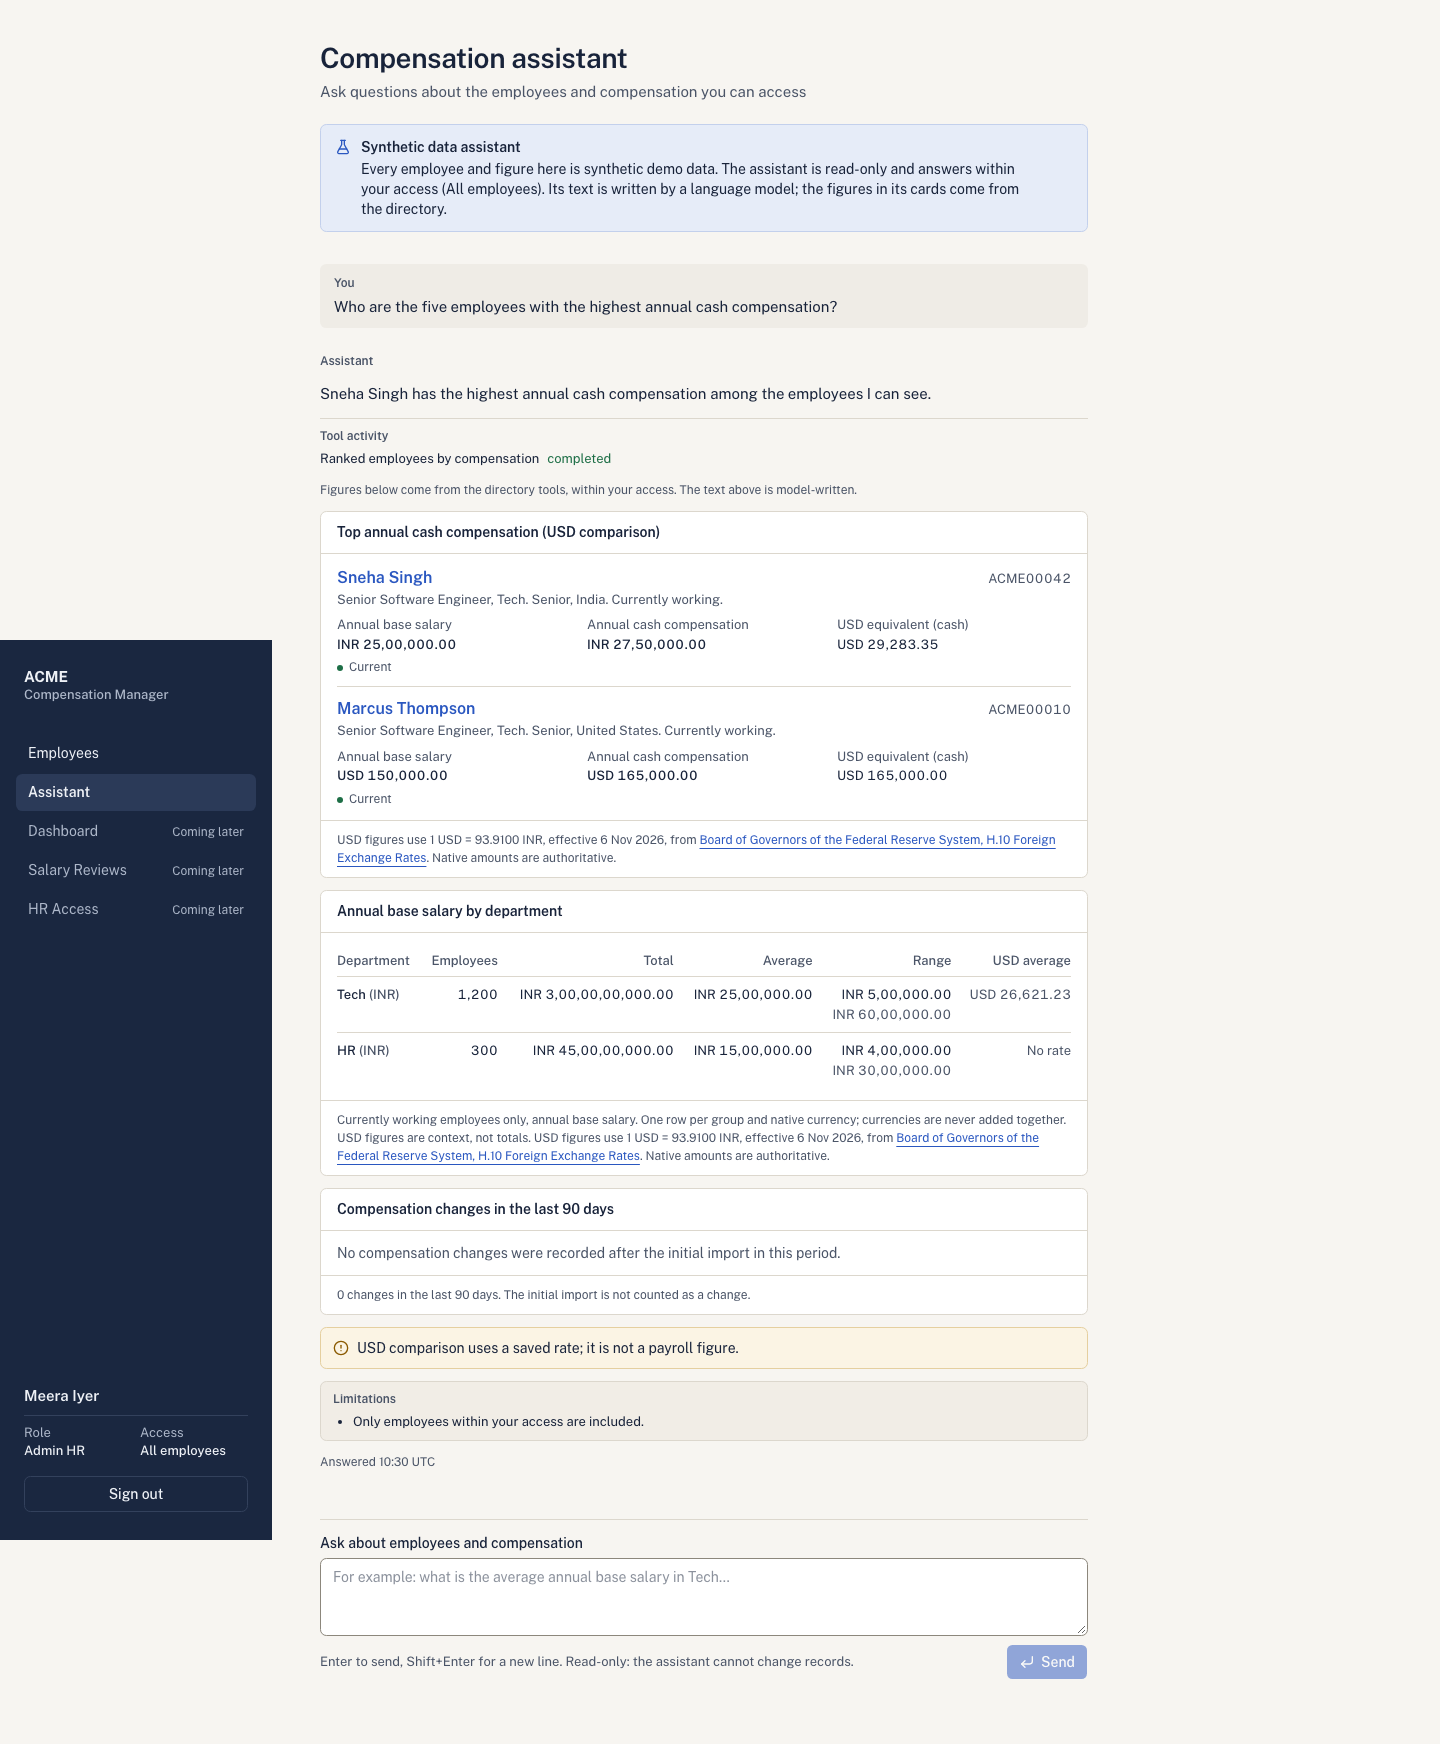 ACME
Compensation Manager
Employees
Assistant
Dashboard Coming later
Salary Reviews Coming later
HR Access Coming later
Meera Iyer
Role Access
Admin HR All employees
Sign out
Compensation assistant
Ask questions about the employees and compensation you can access
Synthetic data assistant
Every employee and figure here is synthetic demo data. The assistant is read-only and answers within
your access (All employees). Its text is written by a language model; the figures in its cards come from
the directory.
You
Who are the five employees with the highest annual cash compensation?
Assistant
Sneha Singh has the highest annual cash compensation among the employees I can see.
Tool activity
Ranked employees by compensation completed
Figures below come from the directory tools, within your access. The text above is model-written.
Top annual cash compensation (USD comparison)
Sneha Singh ACME00042
Senior Software Engineer, Tech. Senior, India. Currently working.
Annual base salary Annual cash compensation USD equivalent (cash)
INR 25,00,000.00 INR 27,50,000.00 USD 29,283.35
Current
Marcus Thompson ACME00010
Senior Software Engineer, Tech. Senior, United States. Currently working.
Annual base salary Annual cash compensation USD equivalent (cash)
USD 150,000.00 USD 165,000.00 USD 165,000.00
Current
USD figures use 1 USD = 93.9100 INR, effective 6 Nov 2026, from Board of Governors of the Federal Reserve System, H.10 Foreign
Exchange Rates. Native amounts are authoritative.
Annual base salary by department
Department Employees Total Average Range USD average
Tech (INR) 1,200 INR 3,00,00,00,000.00 INR 25,00,000.00 INR 5,00,000.00 USD 26,621.23
INR 60,00,000.00
HR (INR) 300 INR 45,00,00,000.00 INR 15,00,000.00 INR 4,00,000.00 No rate
INR 30,00,000.00
Currently working employees only, annual base salary. One row per group and native currency; currencies are never added together.
USD figures are context, not totals. USD figures use 1 USD = 93.9100 INR, effective 6 Nov 2026, from Board of Governors of the
Federal Reserve System, H.10 Foreign Exchange Rates. Native amounts are authoritative.
Compensation changes in the last 90 days
No compensation changes were recorded after the initial import in this period.
0 changes in the last 90 days. The initial import is not counted as a change.
USD comparison uses a saved rate; it is not a payroll figure.
Limitations
• Only employees within your access are included.
Answered 10:30 UTC
Ask about employees and compensation
For example: what is the average annual base salary in Tech...
Enter to send, Shift+Enter for a new line. Read-only: the assistant cannot change records.
Send